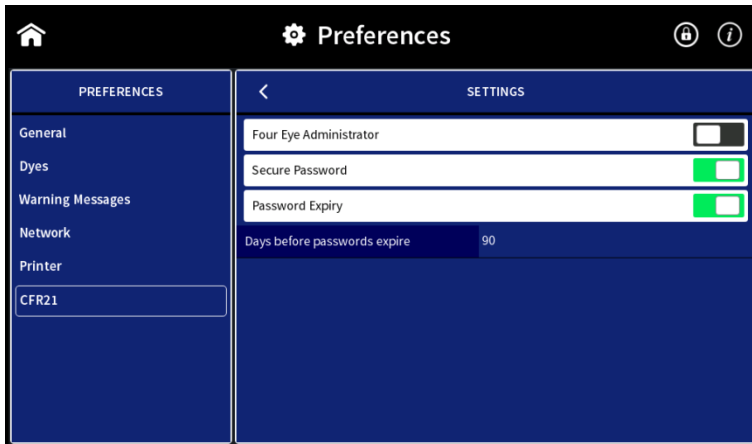 Preferences
PREFERENCES
General
Dyes
Warning Messages
Network
Printer
CFR21
SETTINGS
Four Eye Administrator
Secure Password
Password Expiry
Days before passwords expire 90